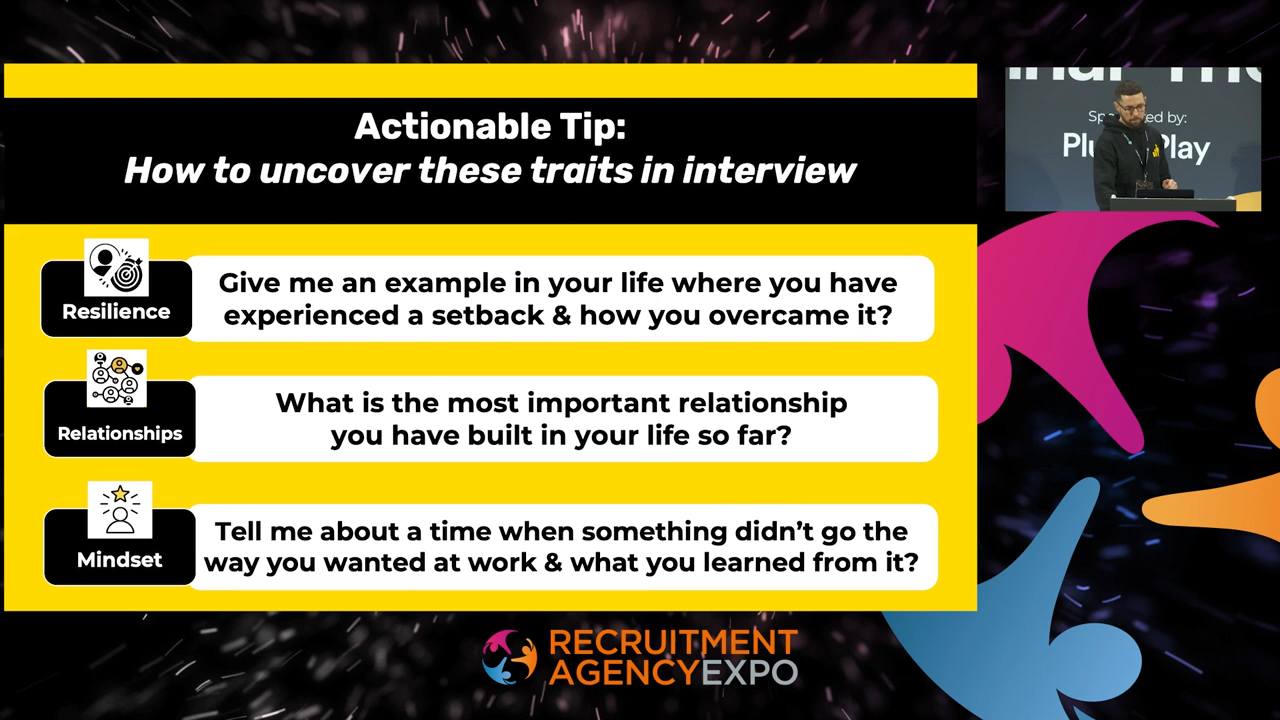 Actionable Tip:
How to uncover these traits in interview
Resilience
Give me an example in your life where you have
experienced a setback & how you overcame it?
Relationships
What is the most important relationship
you have built in your life so far?
Mindset
Tell me about a time when something didn't go the
way you wanted at work & what you learned from it?
by:
Play
RECRUITMENT
AGENCYEXPO